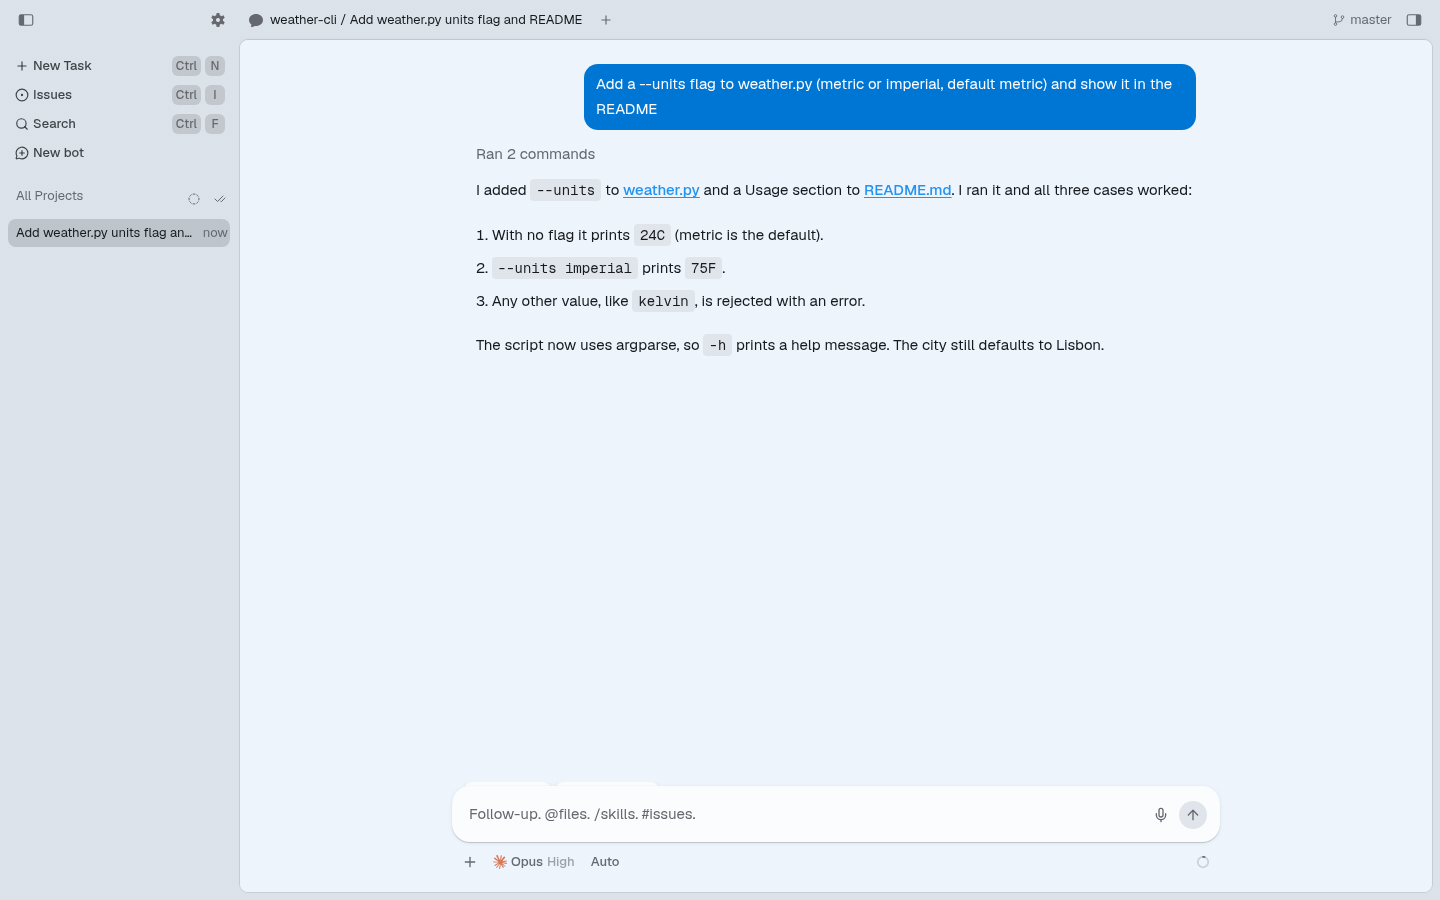 weather-cli / Add weather.py units flag and README
master
New Task Ctrl N
Issues Ctrl I
Search Ctrl F
New bot
All Projects
Add weather.py units flag an... now
Add a --units flag to weather.py (metric or imperial, default metric) and show it in the
README
Ran 2 commands
I added --units to weather.py and a Usage section to README.md. I ran it and all three cases worked:
1. With no flag it prints 24C (metric is the default).
2. --units imperial prints 75F.
3. Any other value, like kelvin, is rejected with an error.
The script now uses argparse, so -h prints a help message. The city still defaults to Lisbon.
Follow-up. @files. /skills. #issues.
Opus High Auto